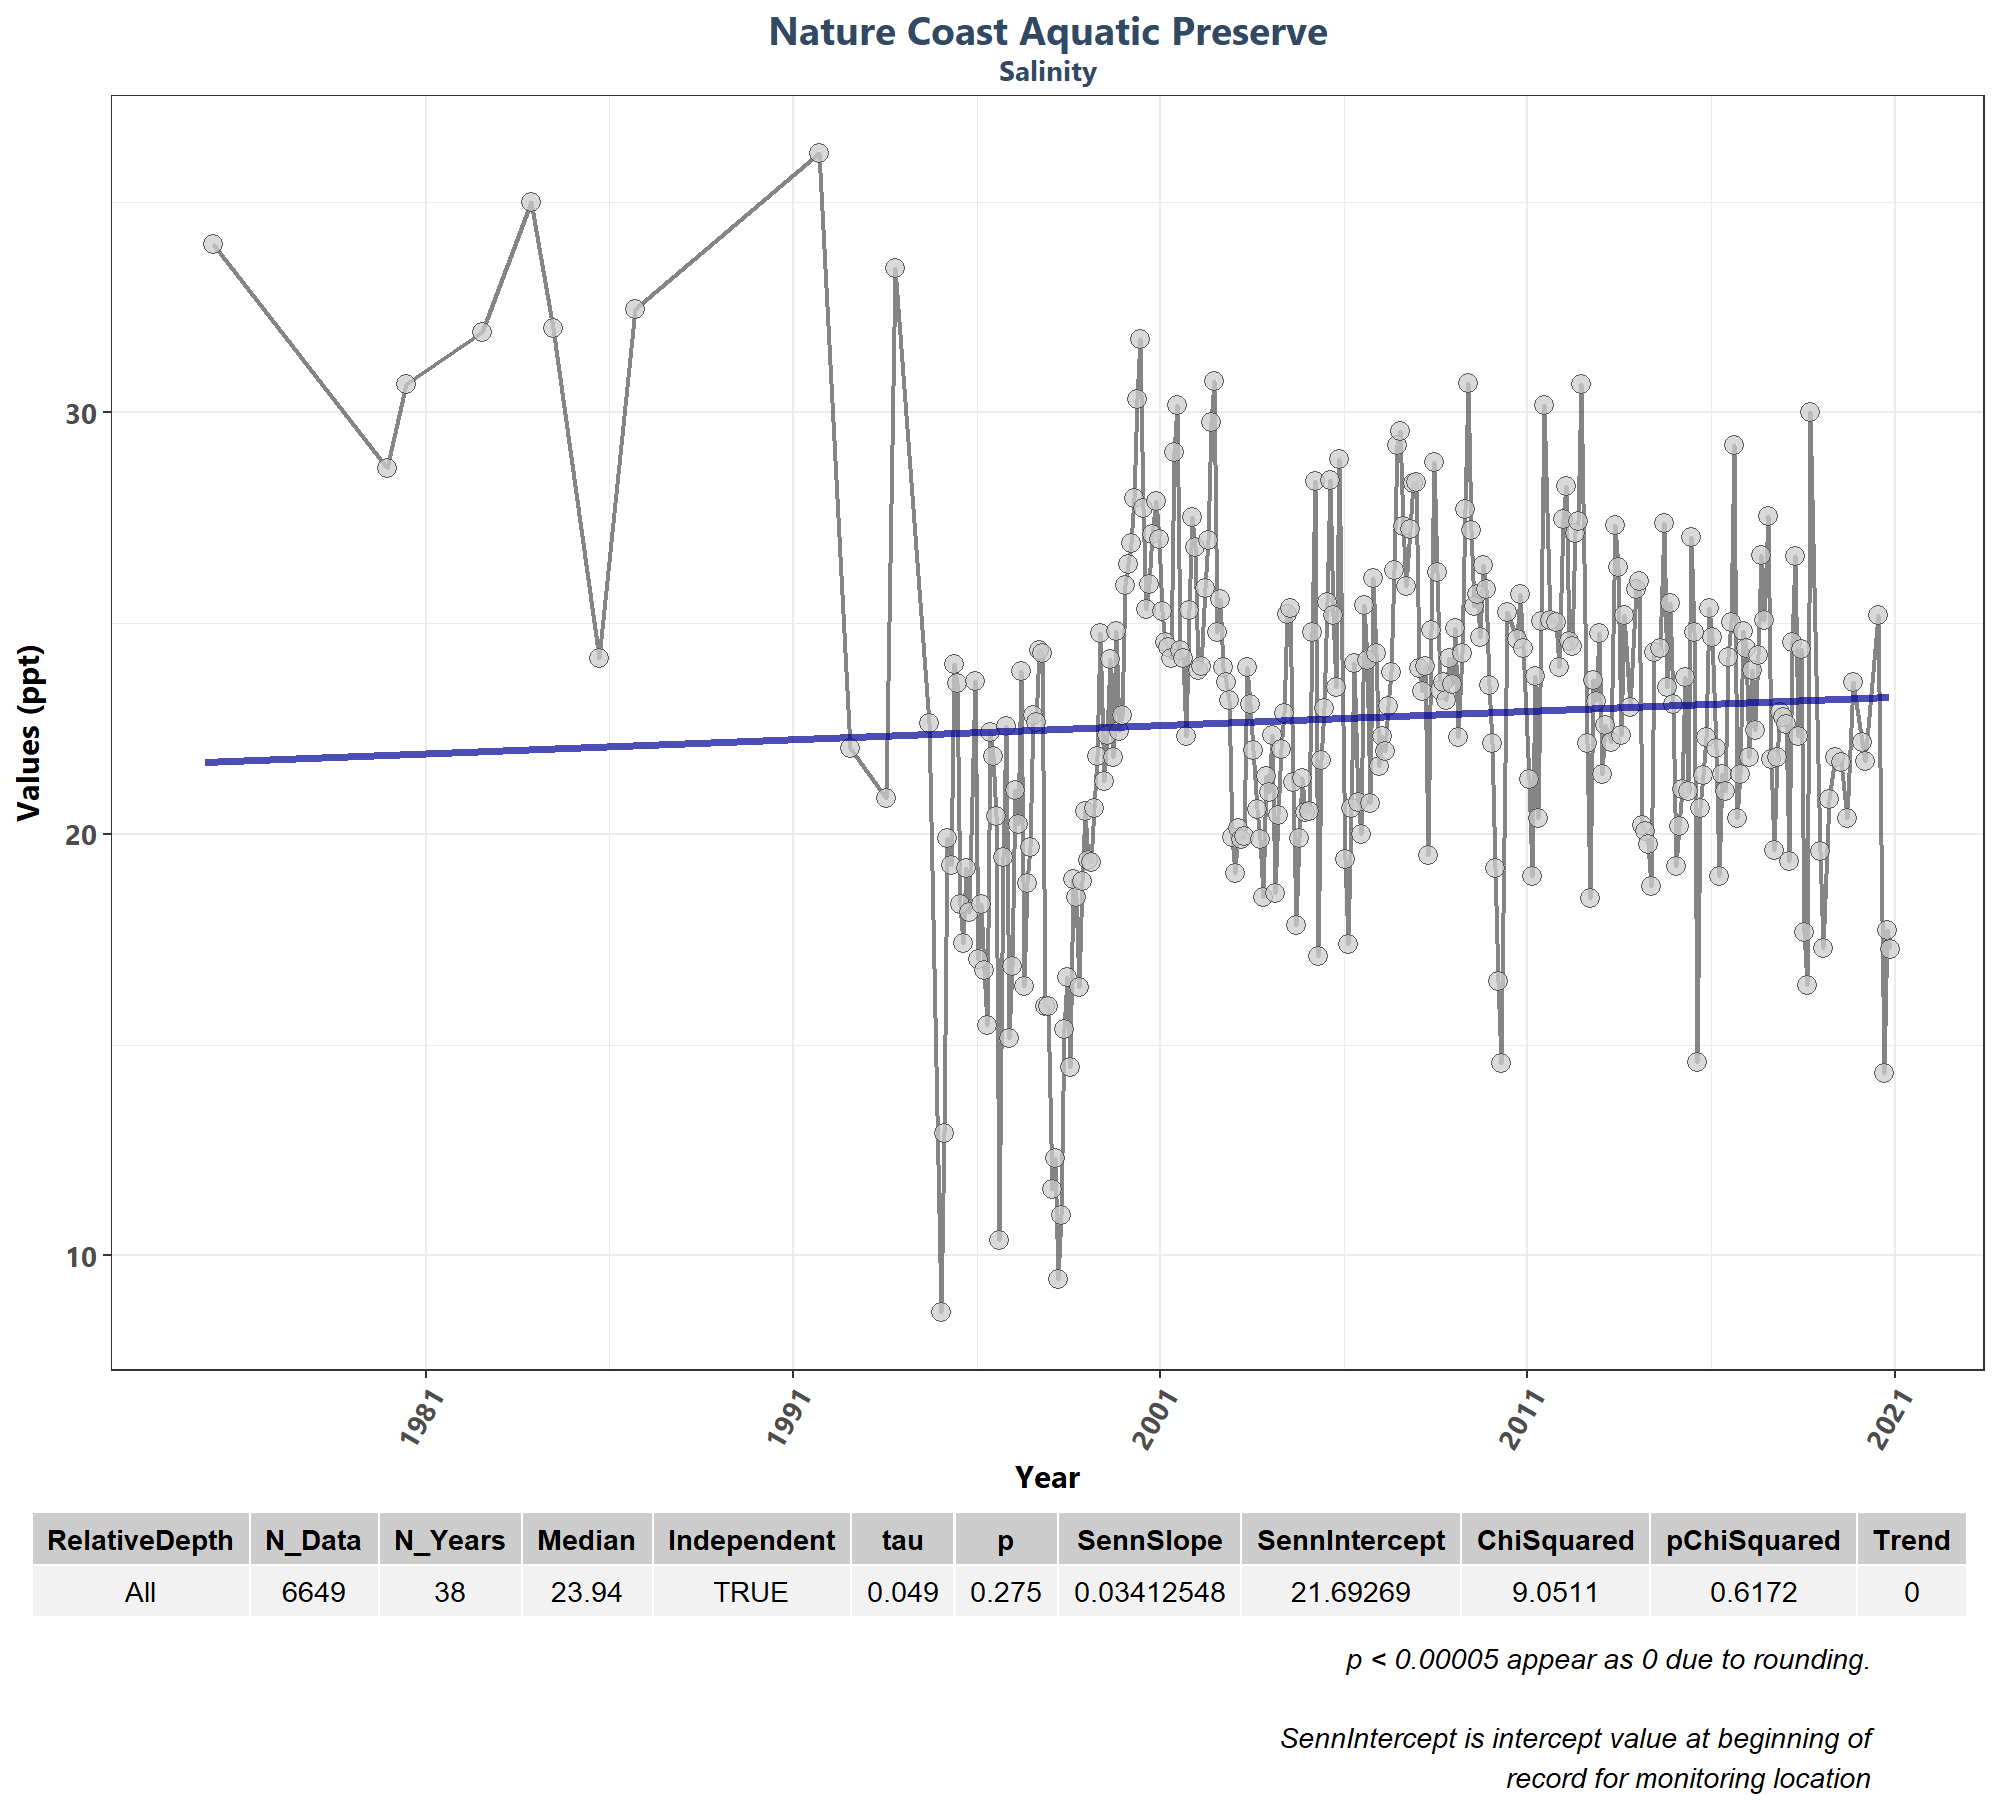 Nature Coast Aquatic Preserve
Salinity
Values (ppt)
30
20
10
1981
1991
2001
2011
2021
Year
RelativeDepth N_Data N_Years Median Independent tau p SennSlope SennIntercept ChiSquared pChiSquared Trend
All 6649 38 23.94 TRUE 0.049 0.275 0.03412548 21.69269 9.0511 0.6172 0
p < 0.00005 appear as 0 due to rounding.
SennIntercept is intercept value at beginning of
record for monitoring location